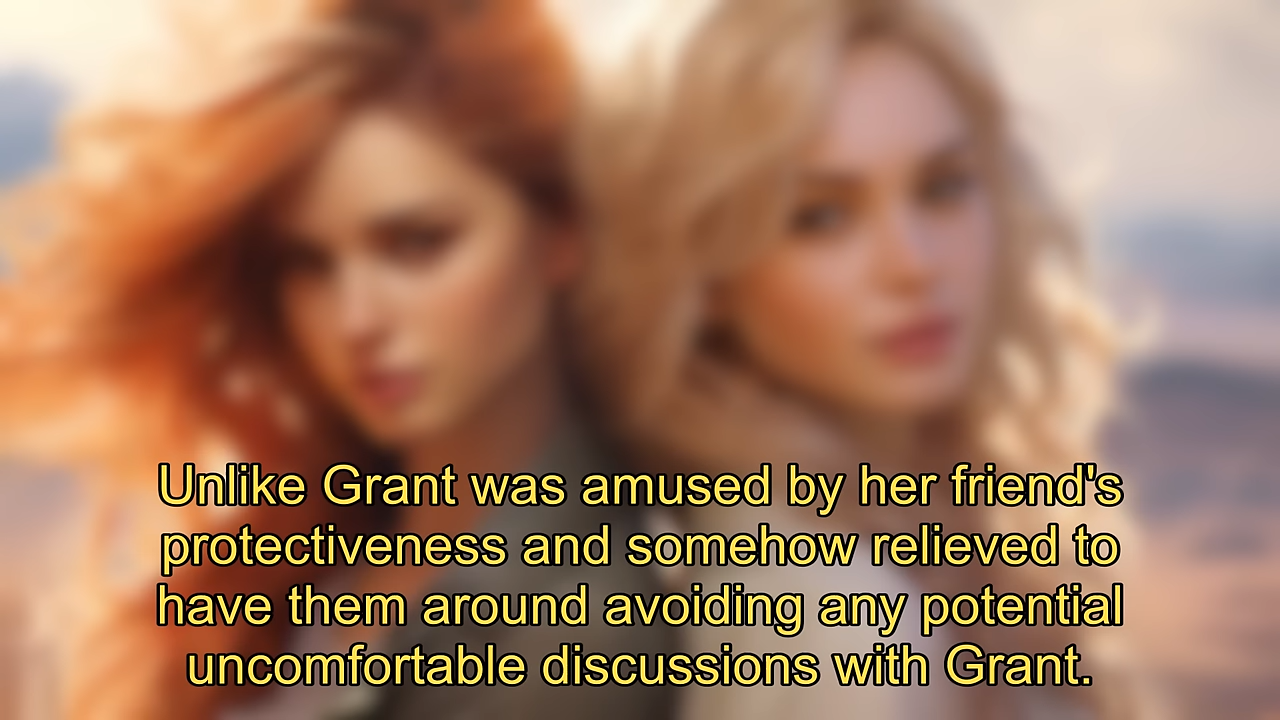 Unlike Grant was amused by her friend's
protectiveness and somehow relieved to
have them around avoiding any potential
uncomfortable discussions with Grant.